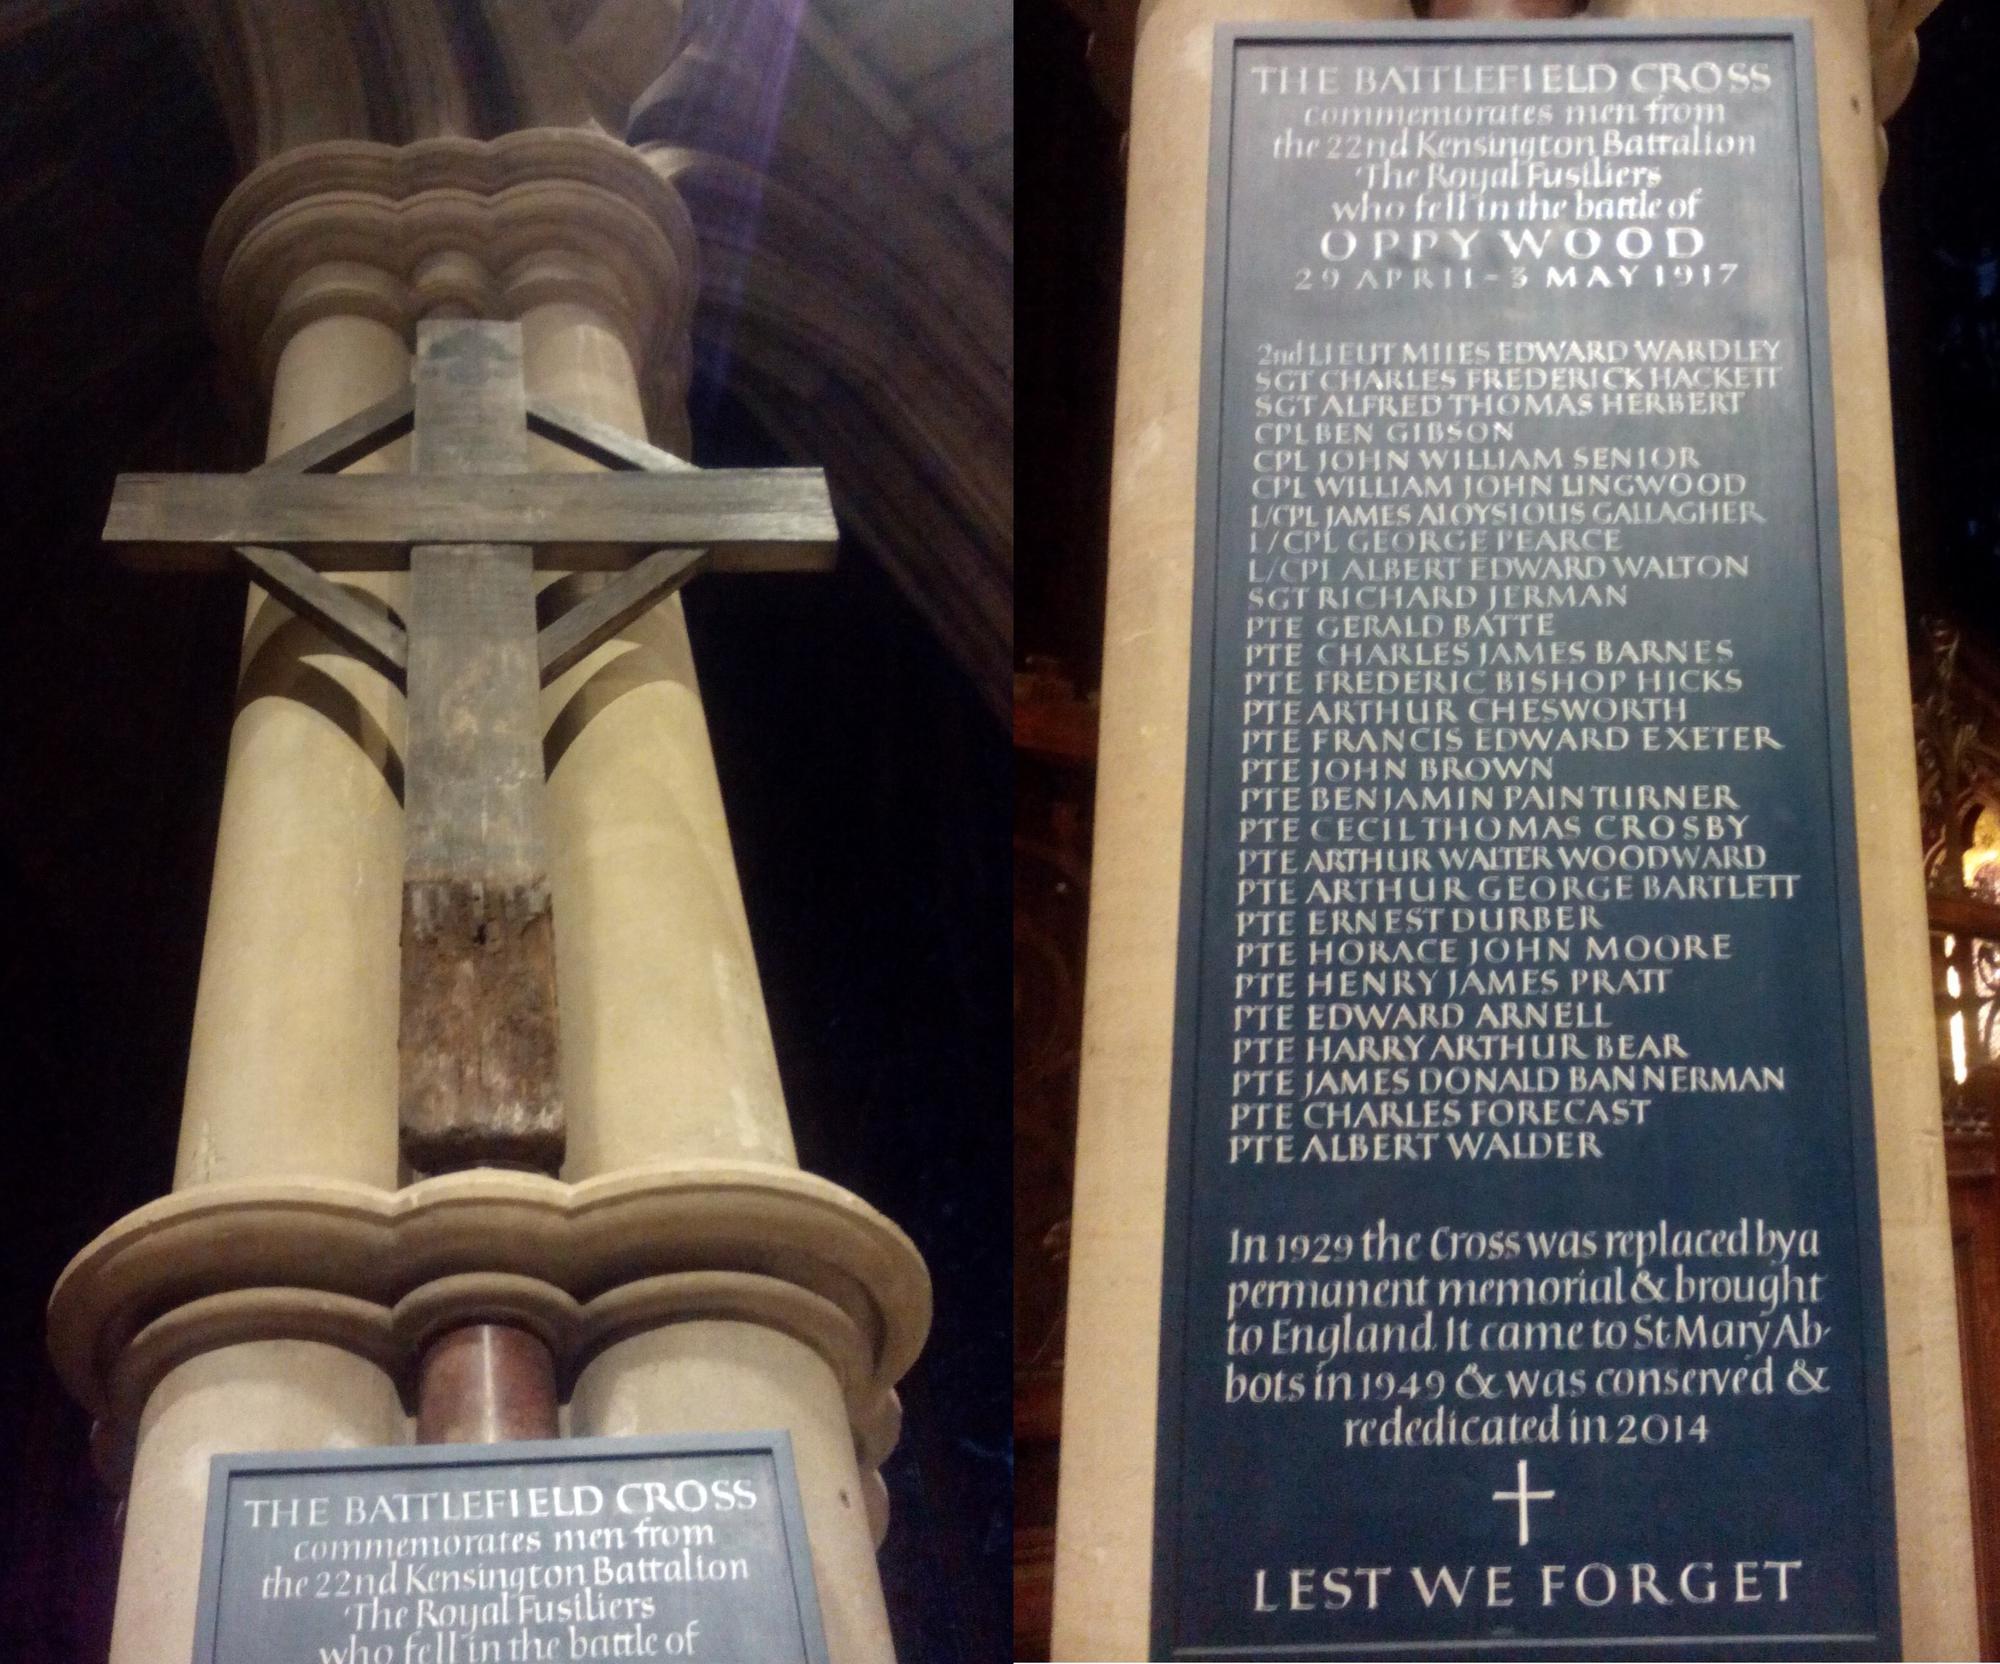 THE BATTLEFIELD CROSS
commemorates men from
the 22nd Kensington Battalion
The Royal Fusiliers
who fell in the battle of
THE BATTLEFIELD CROSS
commemorates men from
the 22nd Kensington Battalion
The Royal Fusiliers
who fell in the battle of
OPPY WOOD
29 APRIL - 3 MAY 1917
2nd LIEUT MILES EDWARD WARDLEY
SGT CHARLES FREDERICK HACKETT
SGT ALFRED THOMAS HERBERT
CPL BEN GIBSON
CPL JOHN WILLIAM SENIOR
CPL WILLIAM JOHN LINGWOOD
L/CPL JAMES ALOYSIOUS GALLAGHER
L/CPL GEORGE PEARCE
L/CPL ALBERT EDWARD WALTON
SGT RICHARD JERMAN
PTE GERALD BATTE
PTE CHARLES JAMES BARNES
PTE FREDERIC BISHOP HICKS
PTE ARTHUR CHESWORTH
PTE FRANCIS EDWARD EXETER
PTE JOHN BROWN
PTE BENJAMIN PAIN TURNER
PTE CECIL THOMAS CROSBY
PTE ARTHUR WALTER WOODWARD
PTE ARTHUR GEORGE BARTLETT
PTE ERNEST DURBER
PTE HORACE JOHN MOORE
PTE HENRY JAMES PRATT
PTE EDWARD ARNELL
PTE HARRY ARTHUR BEAR
PTE JAMES DONALD BANNERMAN
PTE CHARLES FORECAST
PTE ALBERT WALDER
In 1929 the Cross was replaced by a
permanent memorial & brought
to England. It came to St Mary Ab-
bots in 1949 & was conserved &
rededicated in 2014
LEST WE FORGET